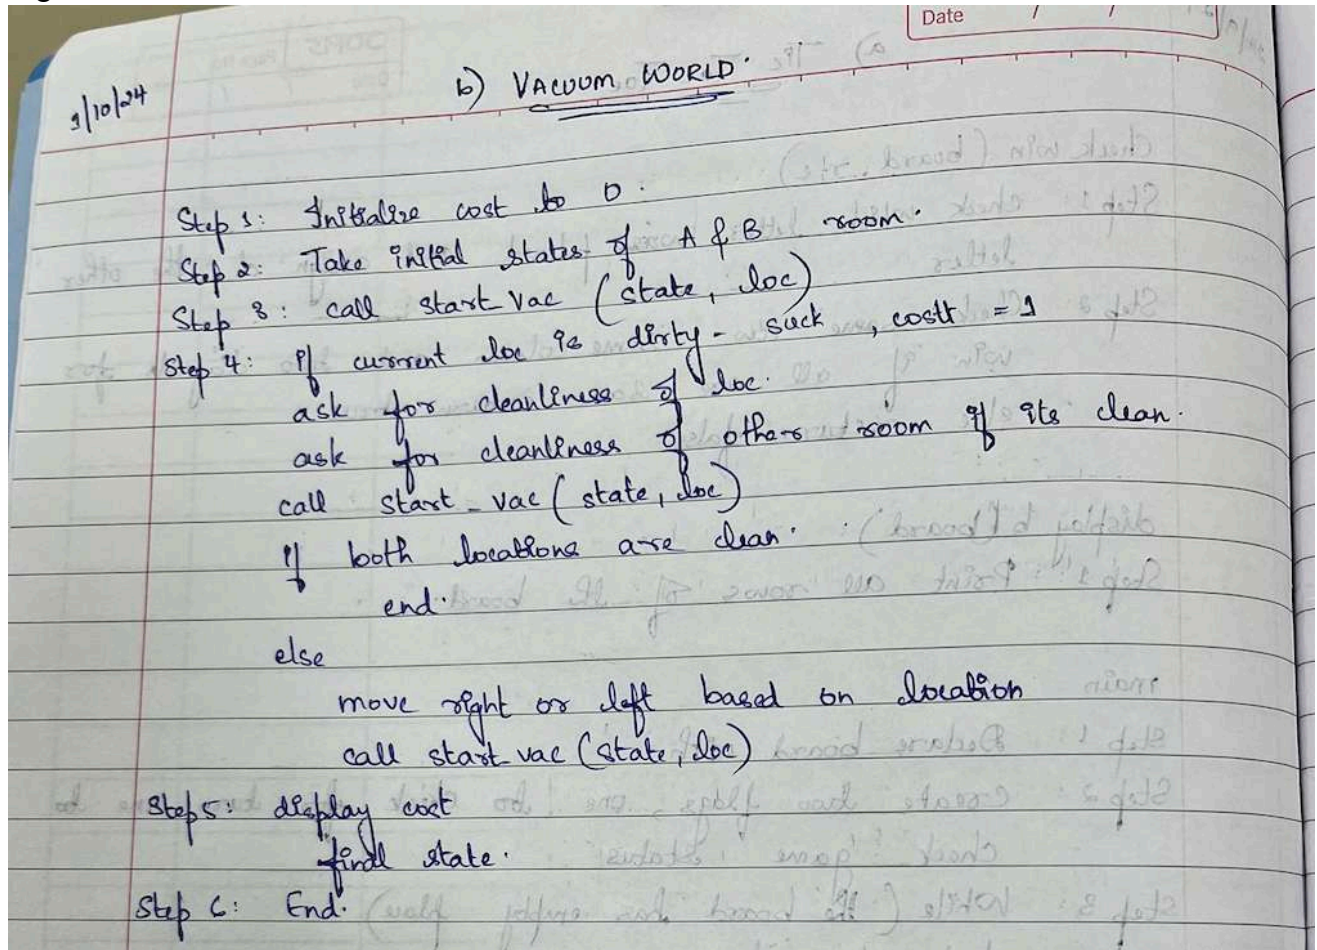 Date / /
1/10/24
b) VACUUM WORLD.
Step 1: Initialize cost to 0.
Step 2: Take initial states of A & B room.
Step 3: call start_vac (state, loc)
Step 4: if current loc is dirty - suck, cost+ = 1
ask for cleanliness of loc.
ask for cleanliness of other room if its clean.
call start_vac (state, loc)
if both locations are clean.
end.
else
move right or left based on location
call start_vac (state, loc)
Step 5: display cost
final state.
Step 6: End.